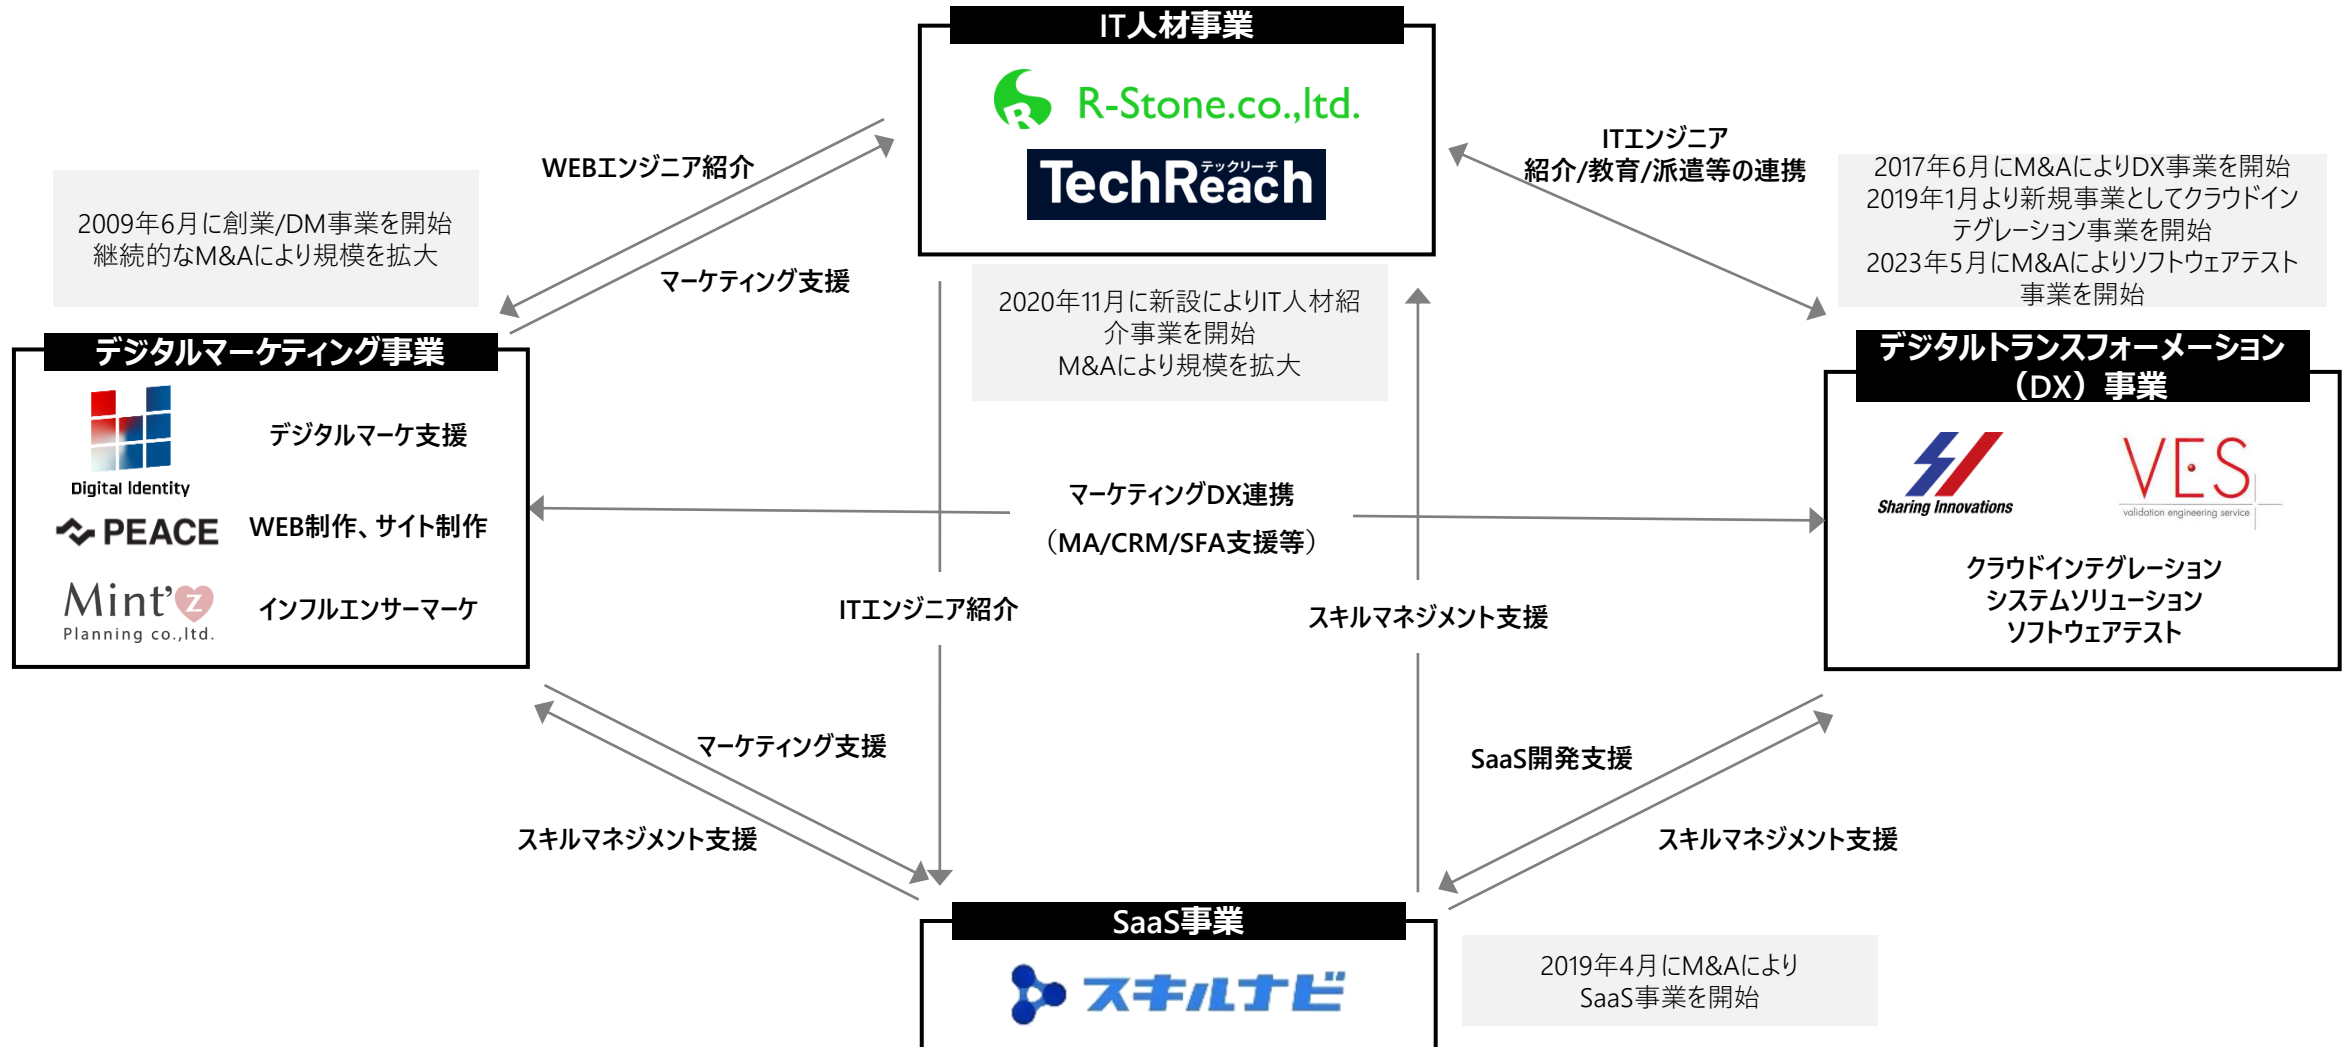 IT人材事業
R-Stone.co.,ltd.
テックリーチ
TechReach
WEBエンジニア紹介
マーケティング支援
ITエンジニア
紹介/教育/派遣等の連携
2009年6月に創業/DM事業を開始
継続的なM&Aにより規模を拡大
2017年6月にM&AによりDX事業を開始
2019年1月より新規事業としてクラウドイン
テグレーション事業を開始
2023年5月にM&Aによりソフトウェアテスト
事業を開始
2020年11月に新設によりIT人材紹
介事業を開始
M&Aにより規模を拡大
デジタルマーケティング事業
Digital Identity
デジタルマーケ支援
PEACE
WEB制作、サイト制作
Mint'z
Planning co.,ltd.
インフルエンサーマーケ
マーケティングDX連携
（MA/CRM/SFA支援等）
デジタルトランスフォーメーション
（DX）事業
Sharing Innovations
VES
validation engineering service
クラウドインテグレーション
システムソリューション
ソフトウェアテスト
ITエンジニア紹介
スキルマネジメント支援
マーケティング支援
スキルマネジメント支援
SaaS開発支援
スキルマネジメント支援
SaaS事業
スキルナビ
2019年4月にM&Aにより
SaaS事業を開始